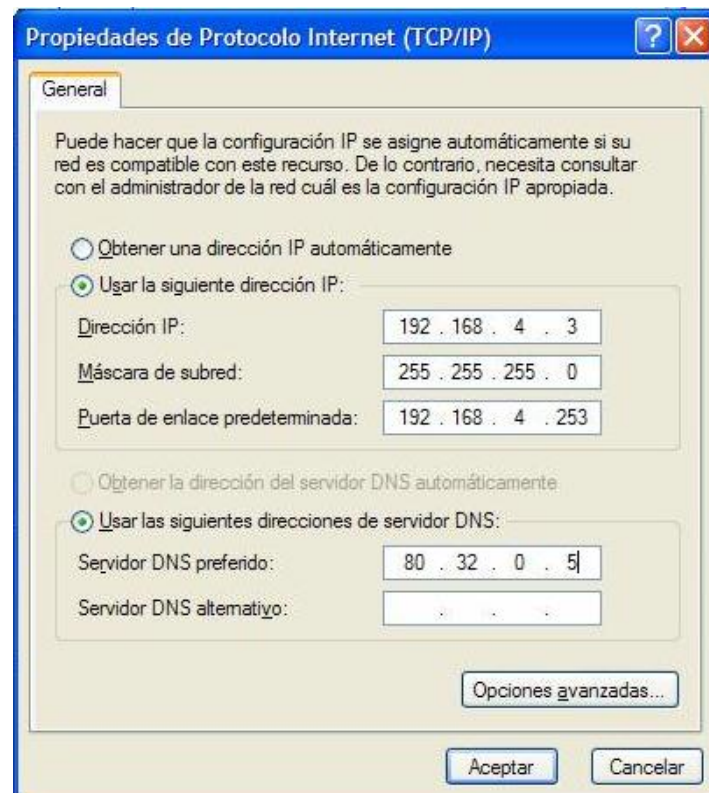 Propiedades de Protocolo Internet (TCP/IP)
General
Puede hacer que la configuración IP se asigne automáticamente si su
red es compatible con este recurso. De lo contrario, necesita consultar
con el administrador de la red cuál es la configuración IP apropiada.
Obtener una dirección IP automáticamente
Usar la siguiente dirección IP:
Dirección IP: 192 . 168 . 4 . 3
Máscara de subred: 255 . 255 . 255 . 0
Puerta de enlace predeterminada: 192 . 168 . 4 . 253
Obtener la dirección del servidor DNS automáticamente
Usar las siguientes direcciones de servidor DNS:
Servidor DNS preferido: 80 . 32 . 0 . 5
Servidor DNS alternativo: . . .
Opciones avanzadas...
Aceptar Cancelar